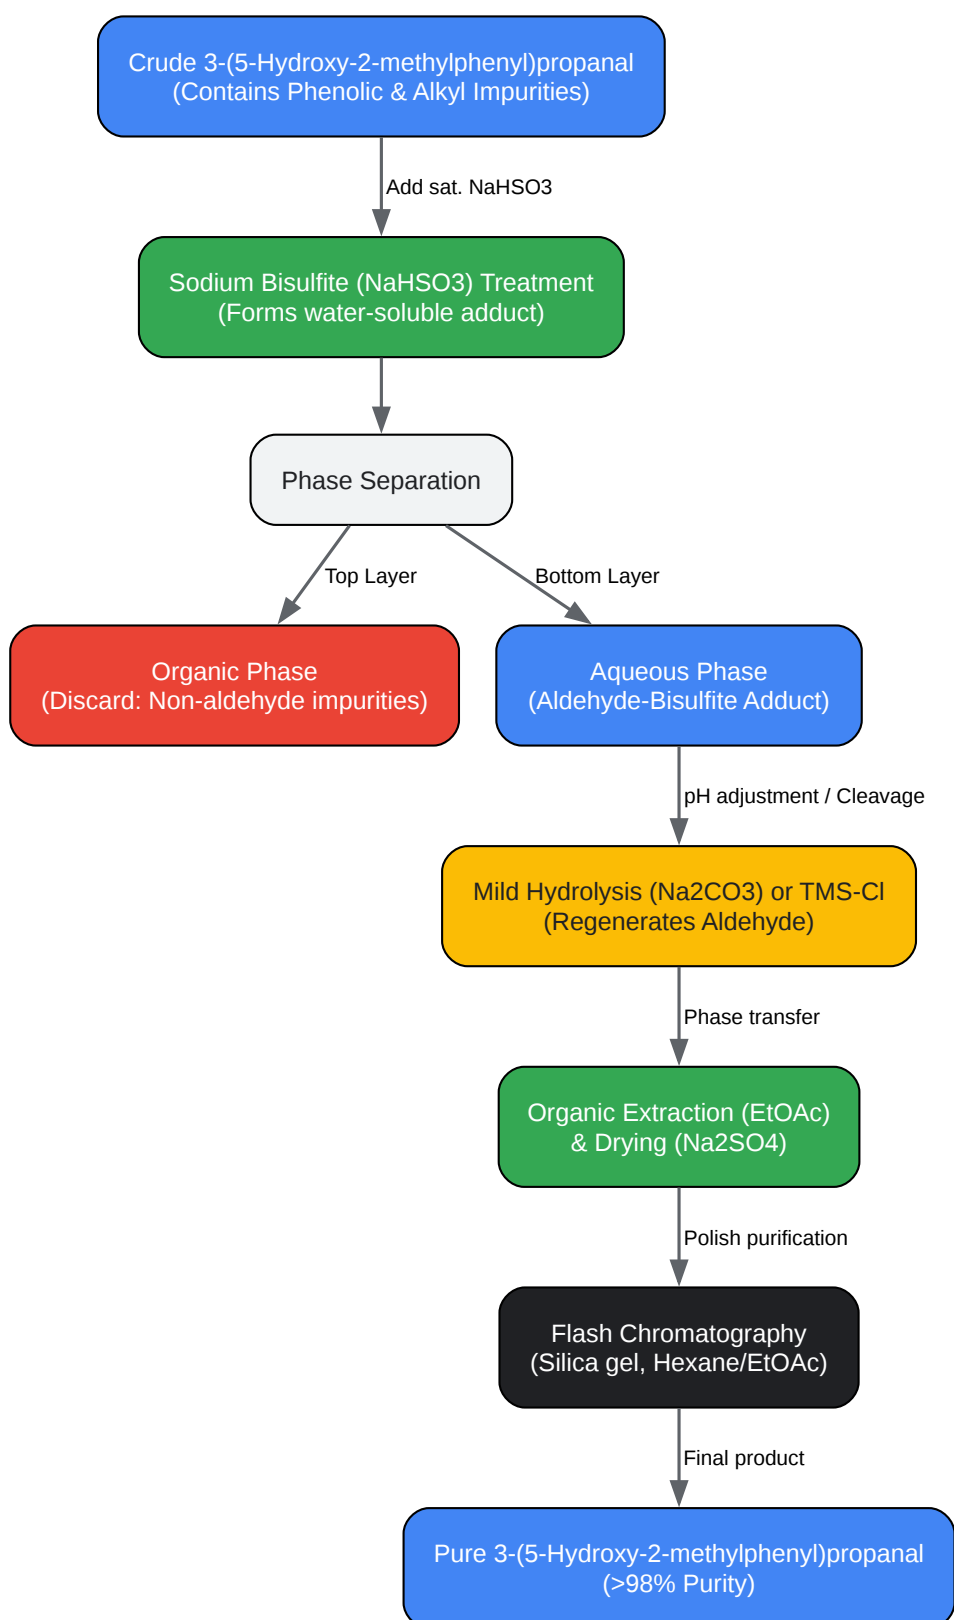 Crude 3-(5-Hydroxy-2-methylphenyl)propanal
(Contains Phenolic & Alkyl Impurities)
Add sat. NaHSO3
Sodium Bisulfite (NaHSO3) Treatment
(Forms water-soluble adduct)
Phase Separation
Top Layer
Bottom Layer
Organic Phase
(Discard: Non-aldehyde impurities)
Aqueous Phase
(Aldehyde-Bisulfite Adduct)
pH adjustment / Cleavage
Mild Hydrolysis (Na2CO3) or TMS-Cl
(Regenerates Aldehyde)
Phase transfer
Organic Extraction (EtOAc)
& Drying (Na2SO4)
Polish purification
Flash Chromatography
(Silica gel, Hexane/EtOAc)
Final product
Pure 3-(5-Hydroxy-2-methylphenyl)propanal
(>98% Purity)